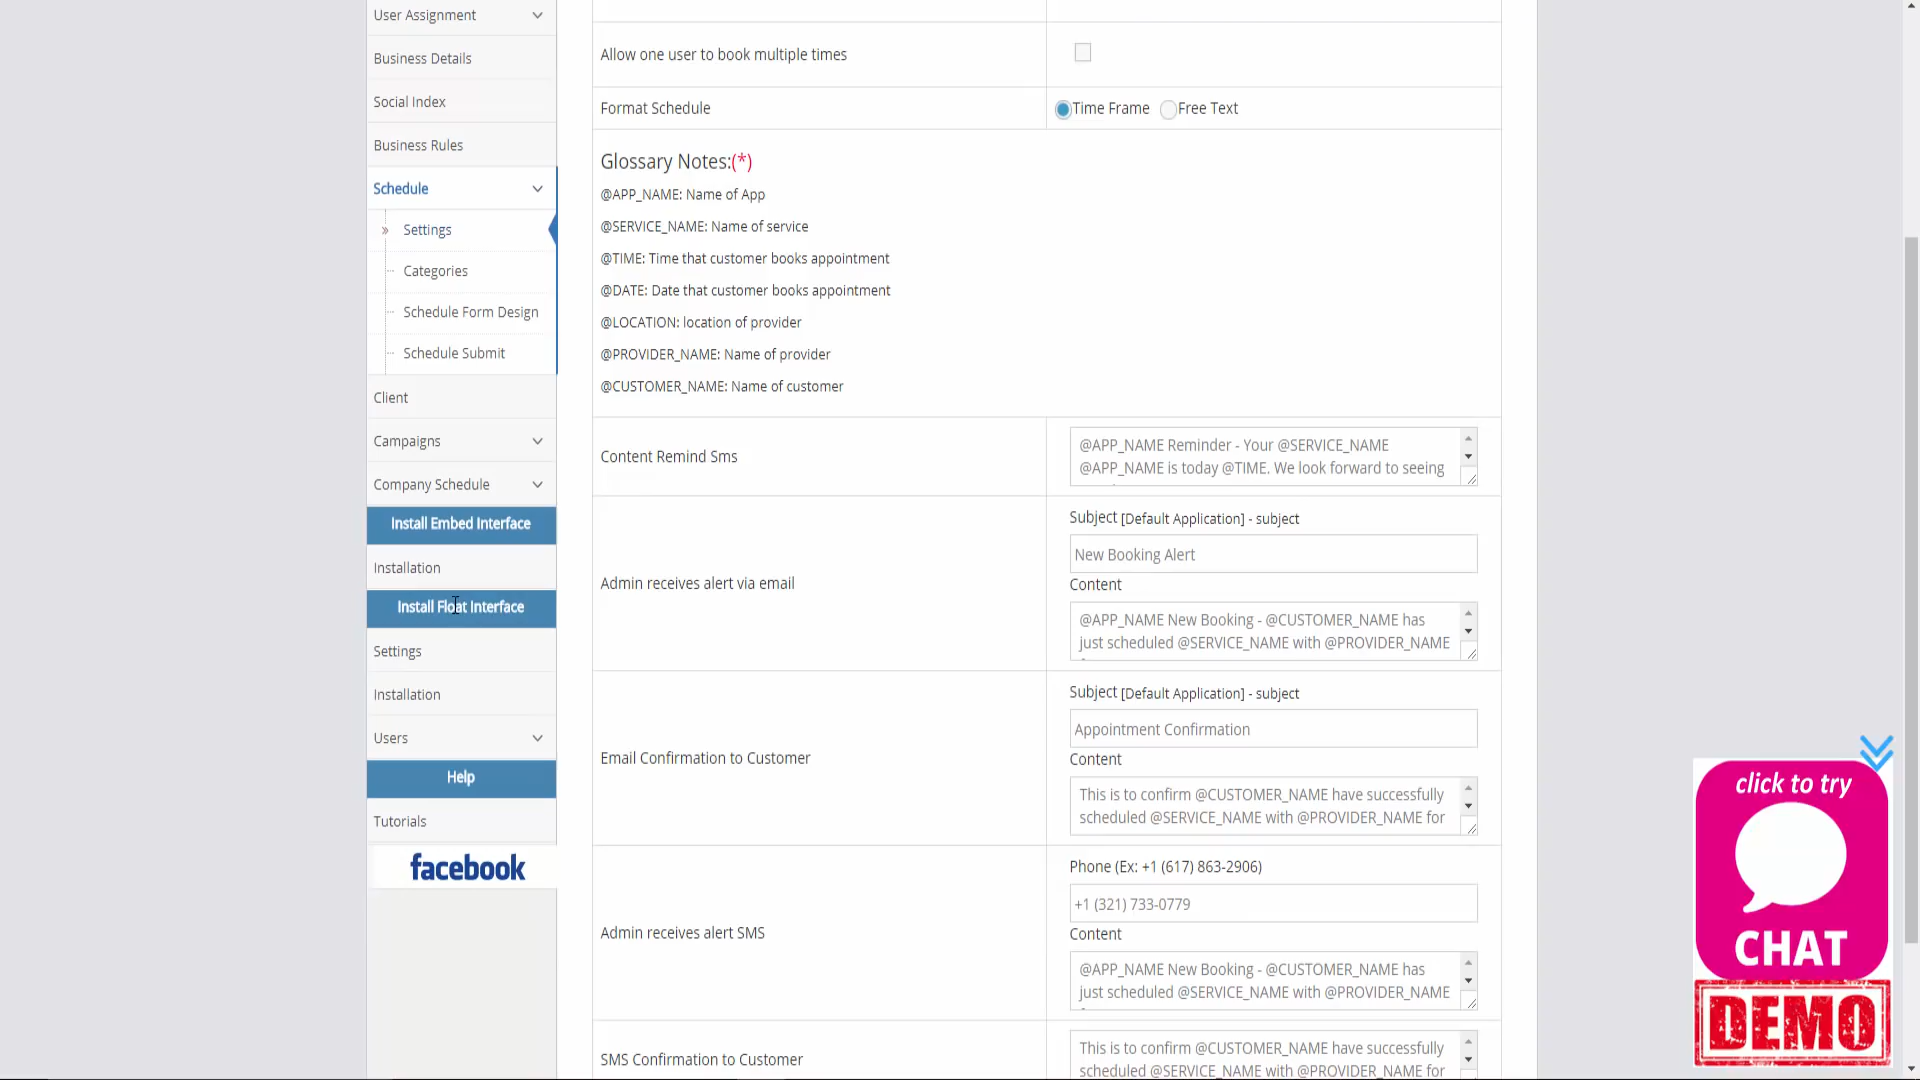 User Assignment
Business Details
Social Index
Business Rules
Schedule
» Settings
Categories
Schedule Form Design
Schedule Submit
Client
Campaigns
Company Schedule
Install Embed Interface
Installation
Install Float Interface
Settings
Installation
Users
Help
Tutorials
facebook
Allow one user to book multiple times
Format Schedule
Time Frame Free Text
Glossary Notes:(*)
@APP_NAME: Name of App
@SERVICE_NAME: Name of service
@TIME: Time that customer books appointment
@DATE: Date that customer books appointment
@LOCATION: location of provider
@PROVIDER_NAME: Name of provider
@CUSTOMER_NAME: Name of customer
Content Remind Sms
@APP_NAME Reminder - Your @SERVICE_NAME
@APP_NAME is today @TIME. We look forward to seeing
Admin receives alert via email
Subject [Default Application] - subject
New Booking Alert
Content
@APP_NAME New Booking - @CUSTOMER_NAME has
just scheduled @SERVICE_NAME with @PROVIDER_NAME
Email Confirmation to Customer
Subject [Default Application] - subject
Appointment Confirmation
Content
This is to confirm @CUSTOMER_NAME have successfully
scheduled @SERVICE_NAME with @PROVIDER_NAME for
Admin receives alert SMS
Phone (Ex: +1 (617) 863-2906)
+1 (321) 733-0779
Content
@APP_NAME New Booking - @CUSTOMER_NAME has
just scheduled @SERVICE_NAME with @PROVIDER_NAME
SMS Confirmation to Customer
This is to confirm @CUSTOMER_NAME have successfully
scheduled @SERVICE_NAME with @PROVIDER_NAME for
click to try
CHAT
DEMO